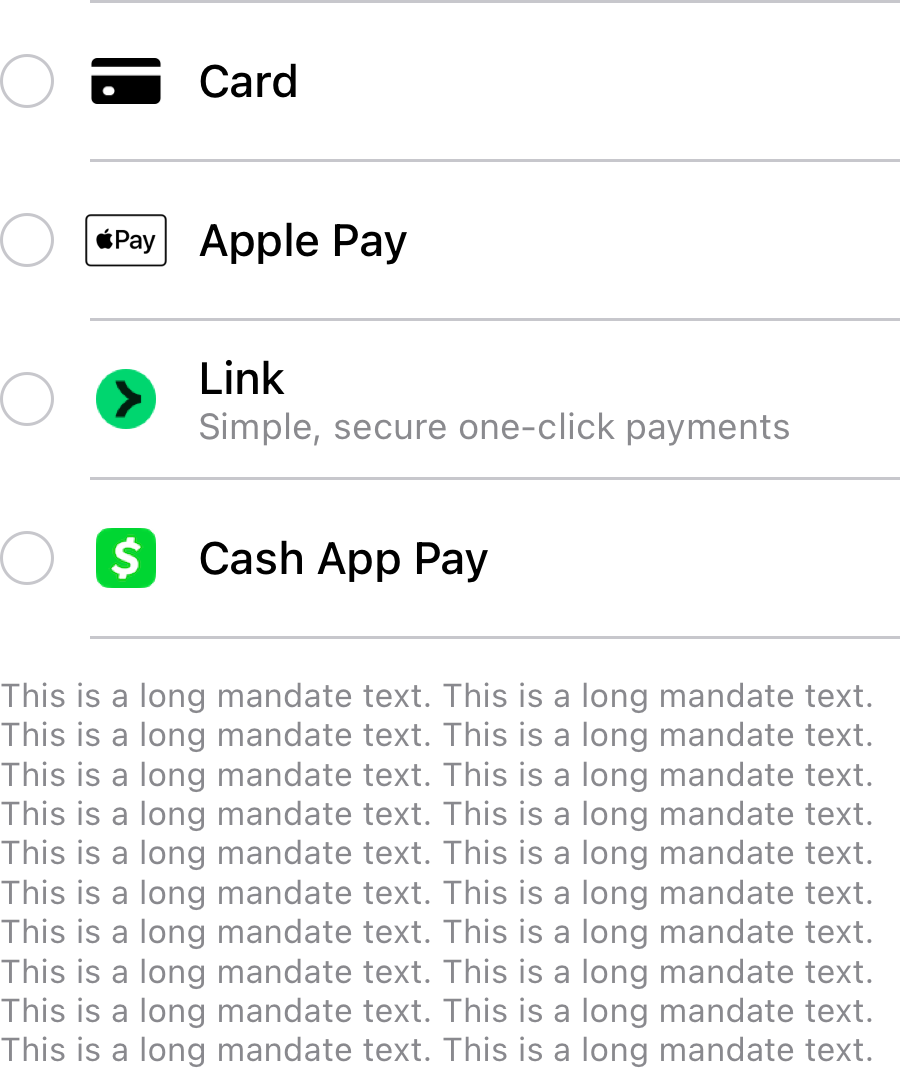 Card
Pay
Apple Pay
Link
Simple, secure one-click payments
$
Cash App Pay
This is a long mandate text. This is a long mandate text.
This is a long mandate text. This is a long mandate text.
This is a long mandate text. This is a long mandate text.
This is a long mandate text. This is a long mandate text.
This is a long mandate text. This is a long mandate text.
This is a long mandate text. This is a long mandate text.
This is a long mandate text. This is a long mandate text.
This is a long mandate text. This is a long mandate text.
This is a long mandate text. This is a long mandate text.
This is a long mandate text. This is a long mandate text.